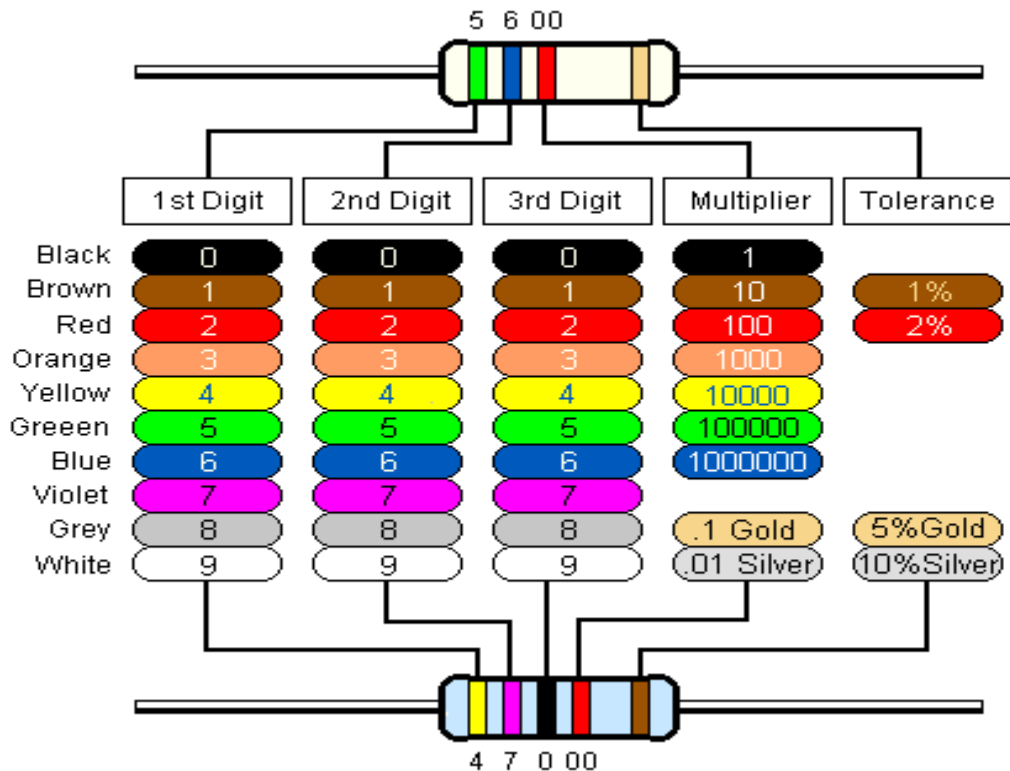 5 6 00
1st Digit 2nd Digit 3rd Digit Multiplier Tolerance
Black 0 0 0 1
Brown 1 1 1 10 1%
Red 2 2 2 100 2%
Orange 3 3 3 1000
Yellow 4 4 4 10000
Greeen 5 5 5 100000
Blue 6 6 6 1000000
Violet 7 7 7
Grey 8 8 8 .1 Gold 5%Gold
White 9 9 9 .01 Silver 10%Silver
4 7 0 00